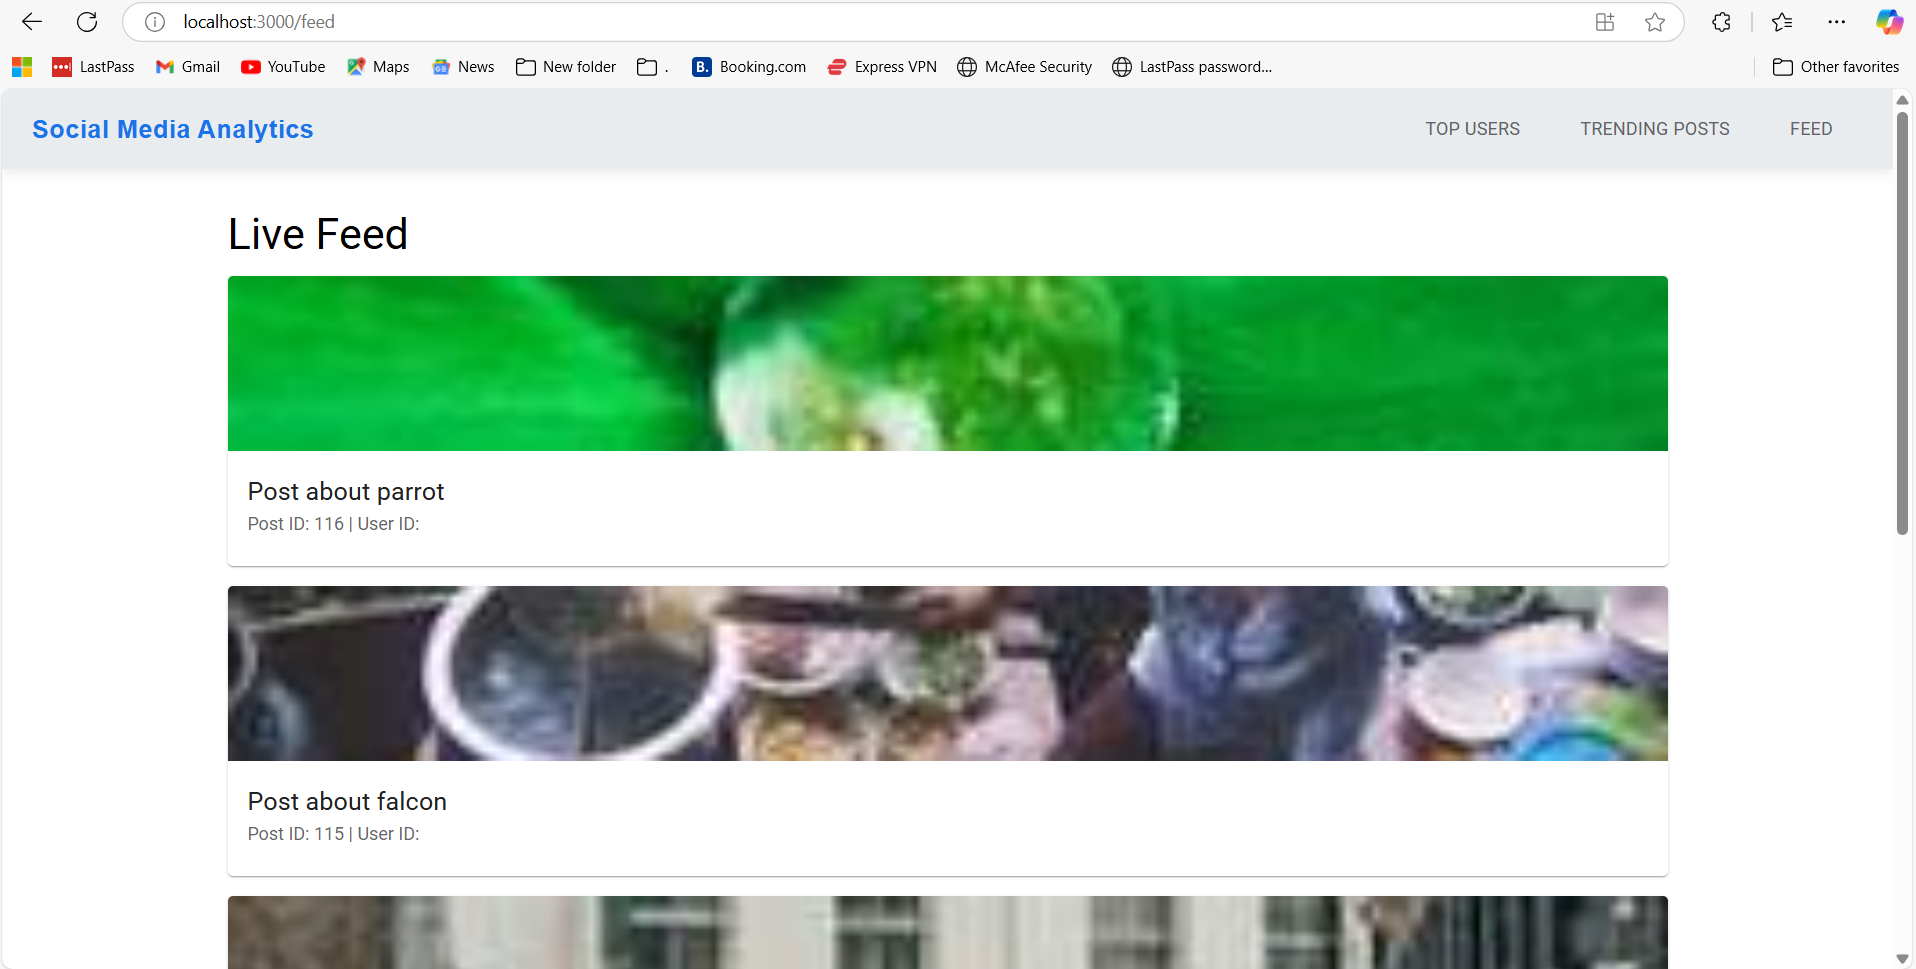 localhost:3000/feed
LastPass
Gmail
YouTube
Maps
News
New folder
.
B. Booking.com
Express VPN
McAfee Security
LastPass password...
Other favorites
Social Media Analytics
TOP USERS
TRENDING POSTS
FEED
Live Feed
Post about parrot
Post ID: 116 | User ID:
Post about falcon
Post ID: 115 | User ID: